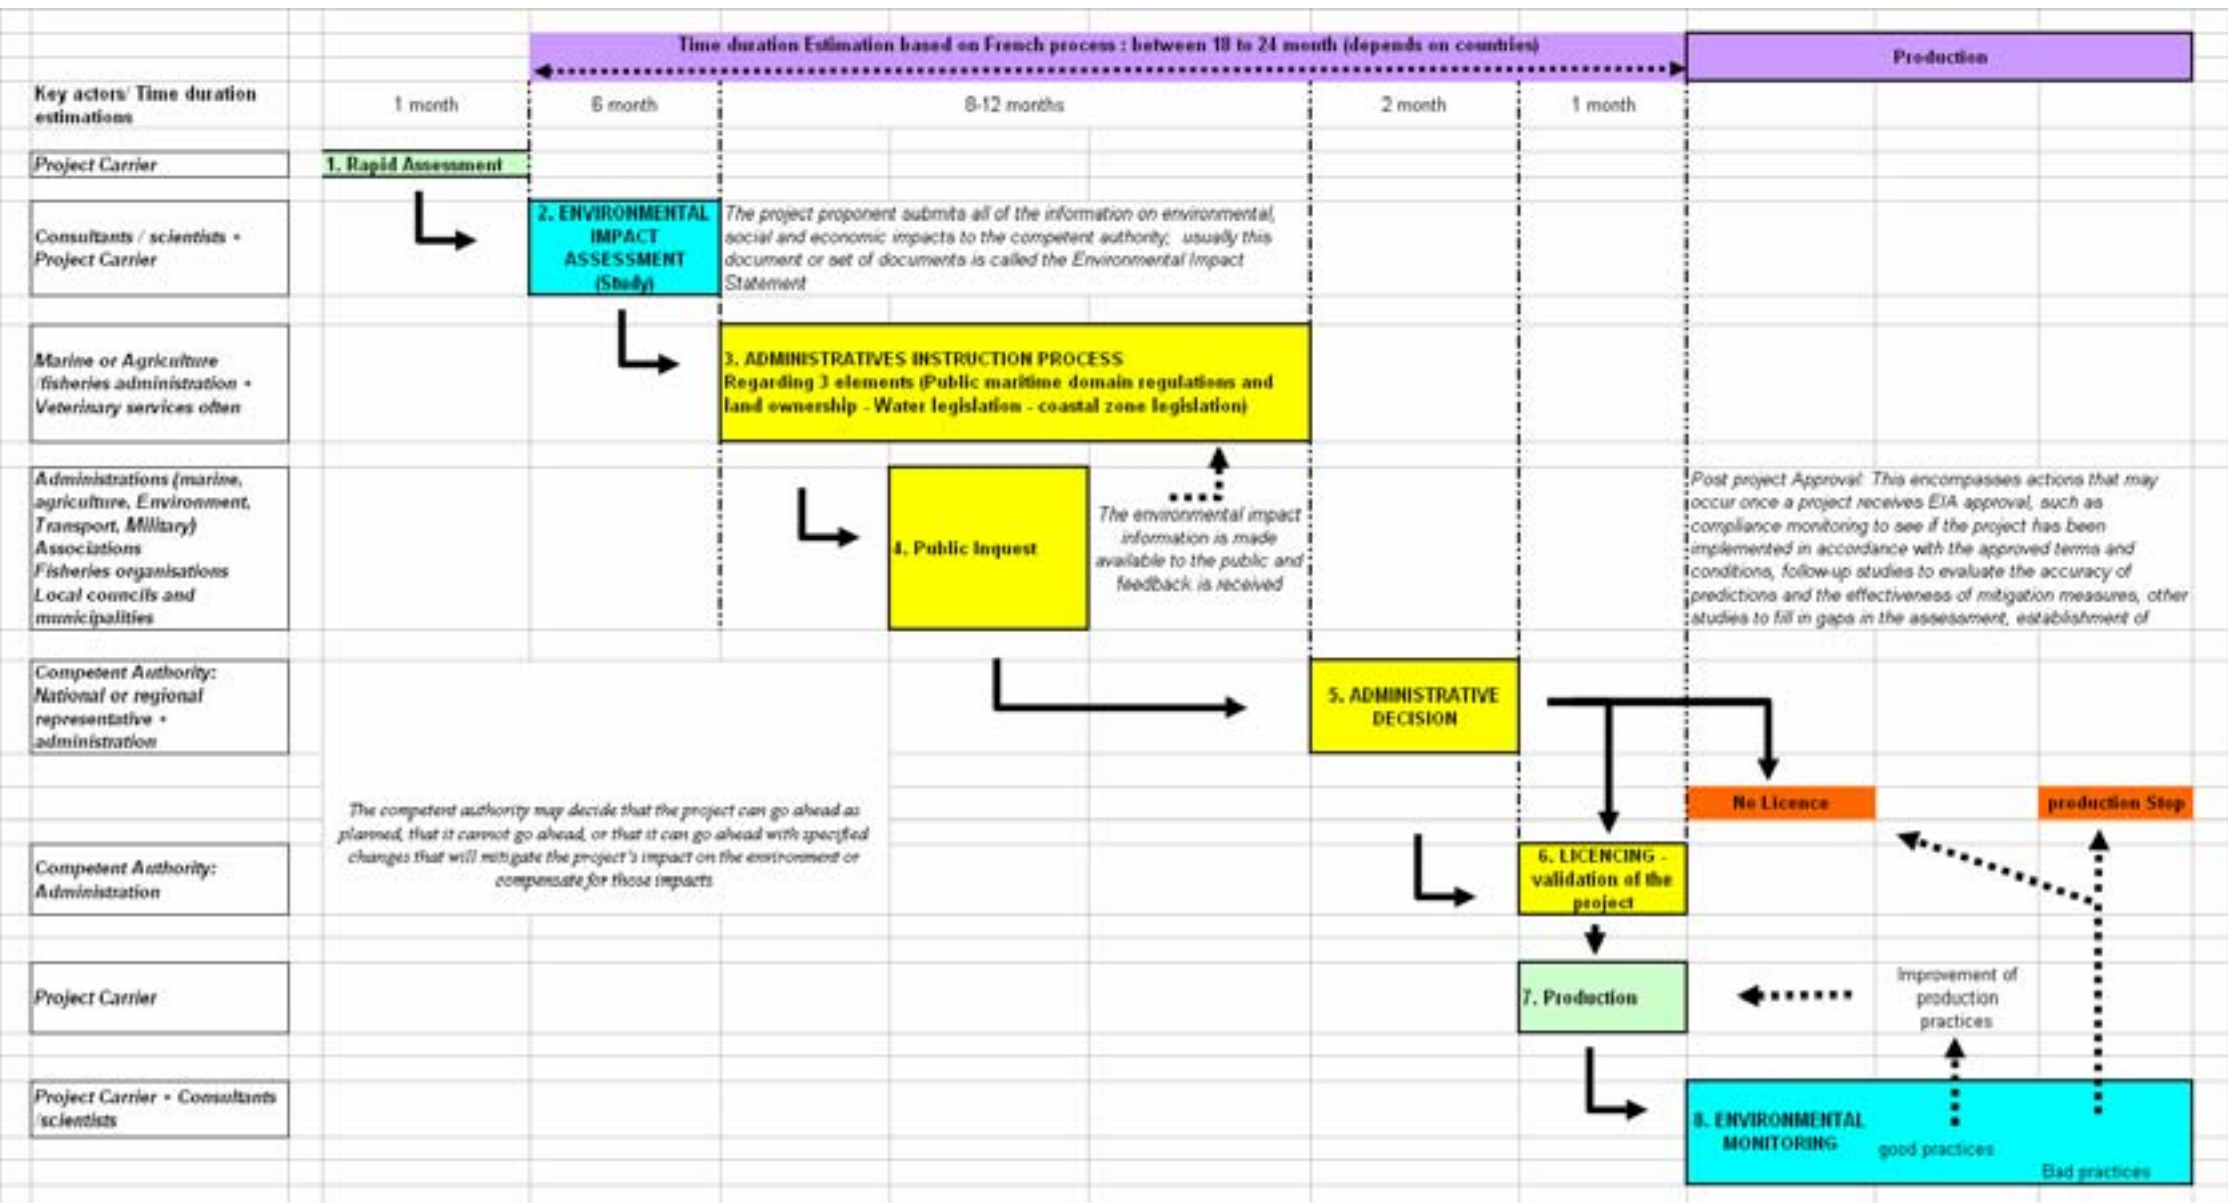 Time duration Estimation based on French process : between 18 to 24 month (depends on countries)
Production
Key actors/ Time duration
estimations
1 month
6 month
8-12 months
2 month
1 month
Project Carrier
1. Rapid Assessment
Consultants / scientists +
Project Carrier
2. ENVIRONMENTAL
IMPACT
ASSESSMENT
(Study)
The project proponent submits all of the information on environmental,
social and economic impacts to the competent authority; usually this
document or set of documents is called the Environmental Impact
Statement
Marine or Agriculture
/fisheries administration +
Veterinary services often
3. ADMINISTRATIVES INSTRUCTION PROCESS
Regarding 3 elements (Public maritime domain regulations and
land ownership - Water legislation - coastal zone legislation)
Administrations (marine,
agriculture, Environment,
Transport, Military)
Associations
Fisheries organisations
Local councils and
municipalities
4. Public Inquest
The environmental impact
information is made
available to the public and
feedback is received
Post project Approval: This encompasses actions that may
occur once a project receives EIA approval, such as
compliance monitoring to see if the project has been
implemented in accordance with the approved terms and
conditions, follow-up studies to evaluate the accuracy of
predictions and the effectiveness of mitigation measures, other
studies to fill in gaps in the assessment, establishment of
Competent Authority:
National or regional
representative +
administration
5. ADMINISTRATIVE
DECISION
No Licence
production Stop
The competent authority may decide that the project can go ahead as
planned, that it cannot go ahead, or that it can go ahead with specified
changes that will mitigate the project's impact on the environment or
compensate for those impacts
Competent Authority:
Administration
6. LICENCING -
validation of the
project
Project Carrier
7. Production
Improvement of
production
practices
Project Carrier + Consultants
/scientists
8. ENVIRONMENTAL
MONITORING
good practices
Bad practices